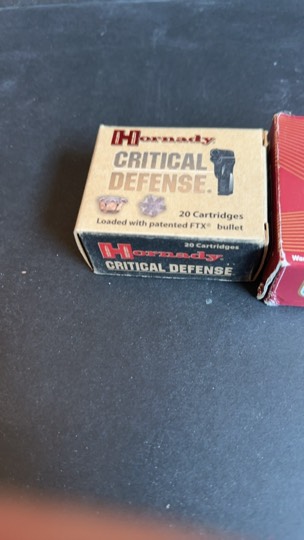 Hornady
CRITICAL
DEFENSE.
20 Cartridges
Loaded with patented FTX® bullet
20 Cartridges
Hornady
CRITICAL DEFENSE